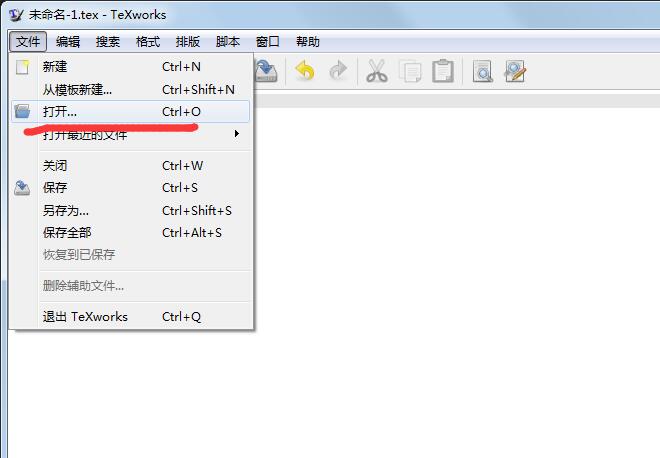 未命名-1.tex - TeXworks
文件 编辑 搜索 格式 排版 脚本 窗口 帮助
新建 Ctrl+N
从模板新建... Ctrl+Shift+N
打开... Ctrl+O
打开最近的文件
关闭 Ctrl+W
保存 Ctrl+S
另存为... Ctrl+Shift+S
保存全部 Ctrl+Alt+S
恢复到已保存
删除辅助文件...
退出 TeXworks Ctrl+Q